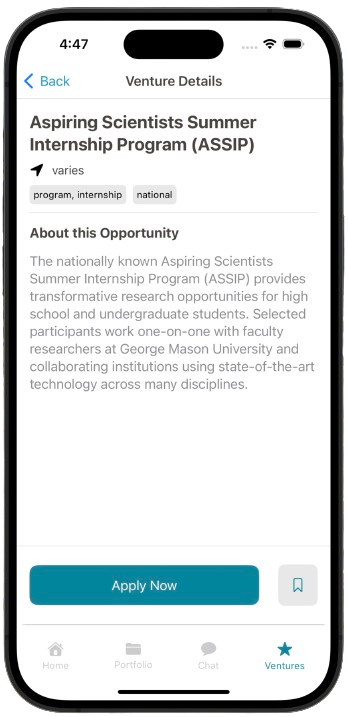 4:47
Back
Venture Details
Aspiring Scientists Summer
Internship Program (ASSIP)
varies
program, internship national
About this Opportunity
The nationally known Aspiring Scientists
Summer Internship Program (ASSIP) provides
transformative research opportunities for high
school and undergraduate students. Selected
participants work one-on-one with faculty
researchers at George Mason University and
collaborating institutions using state-of-the-art
technology across many disciplines.
Apply Now
Home Portfolio Chat Ventures